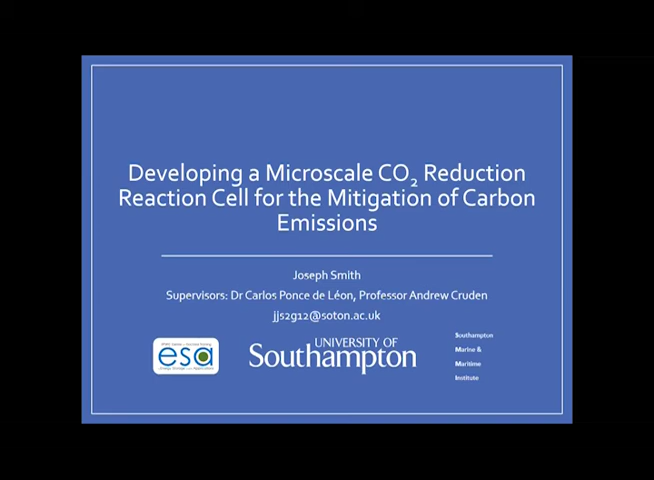 Developing a Microscale CO₂ Reduction
Reaction Cell for the Mitigation of Carbon
Emissions
Joseph Smith
Supervisors: Dr Carlos Ponce de Léon, Professor Andrew Cruden
jjs2g12@soton.ac.uk
esa
UNIVERSITY OF
Southampton
Southampton
Marine &
Maritime
Institute